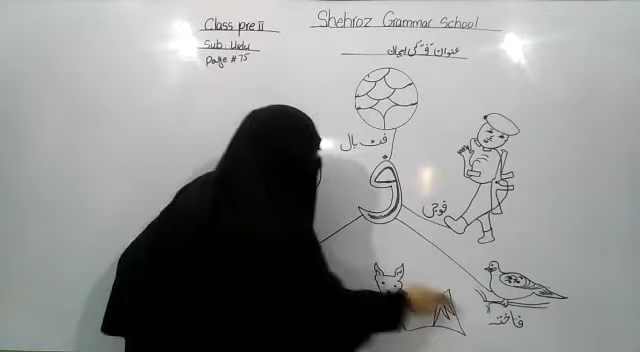 Shehroz Grammar School
Class pre II
Sub: Urdu
Page # 75
عنوان "ف" کی پہچان
فٹ بال
ف
فوجی
فاختہ